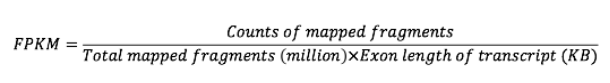 Counts of mapped fragments
FPKM =
Total mapped fragments (million)×Exon length of transcript (KB)